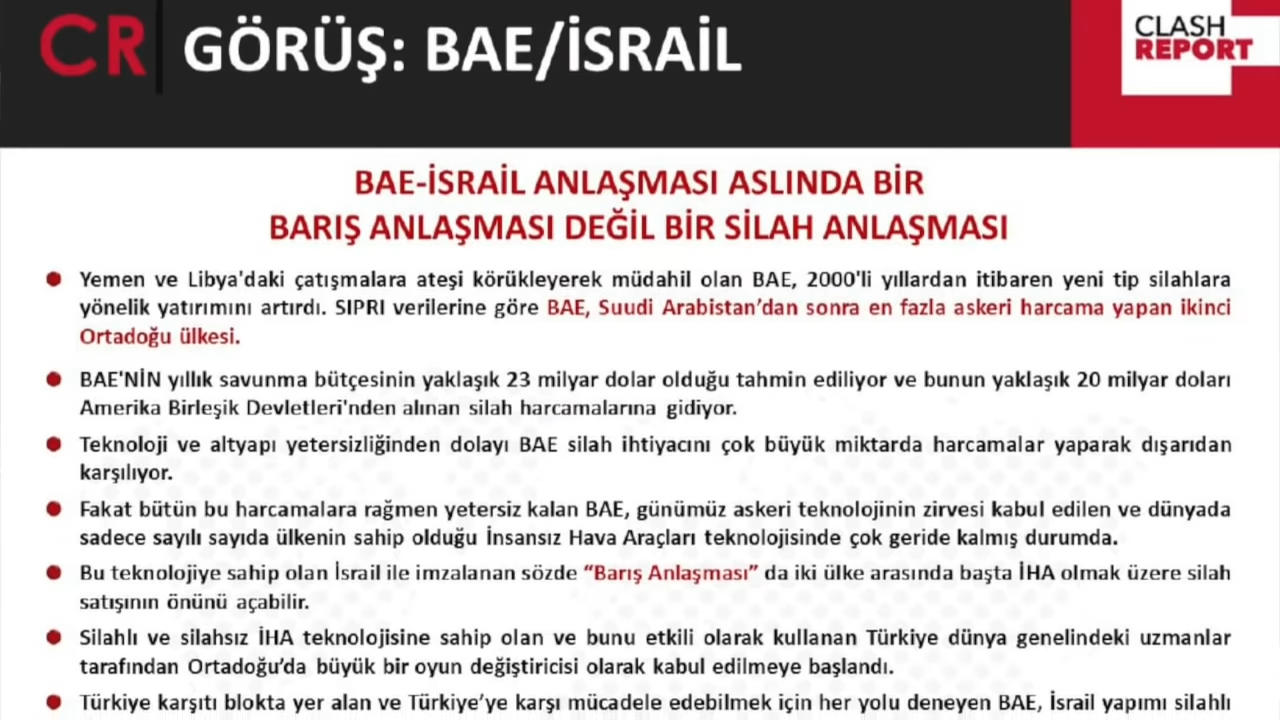 CR GÖRÜŞ: BAE/İSRAİL
CLASH
REPORT
BAE-İSRAİL ANLAŞMASI ASLINDA BİR
BARIŞ ANLAŞMASI DEĞİL BİR SİLAH ANLAŞMASI
Yemen ve Libya'daki çatışmalara ateşi körükleyerek müdahil olan BAE, 2000'li yıllardan itibaren yeni tip silahlara
yönelik yatırımını artırdı. SIPRI verilerine göre BAE, Suudi Arabistan’dan sonra en fazla askeri harcama yapan ikinci
Ortadoğu ülkesi.
BAE'NİN yıllık savunma bütçesinin yaklaşık 23 milyar dolar olduğu tahmin ediliyor ve bunun yaklaşık 20 milyar doları
Amerika Birleşik Devletleri'nden alınan silah harcamalarına gidiyor.
Teknoloji ve altyapı yetersizliğinden dolayı BAE silah ihtiyacını çok büyük miktarda harcamalar yaparak dışarıdan
karşılıyor.
Fakat bütün bu harcamalara rağmen yetersiz kalan BAE, günümüz askeri teknolojinin zirvesi kabul edilen ve dünyada
sadece sayılı sayıda ülkenin sahip olduğu İnsansız Hava Araçları teknolojisinde çok geride kalmış durumda.
Bu teknolojiye sahip olan İsrail ile imzalanan sözde “Barış Anlaşması” da iki ülke arasında başta İHA olmak üzere silah
satışının önünü açabilir.
Silahlı ve silahsız İHA teknolojisine sahip olan ve bunu etkili olarak kullanan Türkiye dünya genelindeki uzmanlar
tarafından Ortadoğu’da büyük bir oyun değiştiricisi olarak kabul edilmeye başlandı.
Türkiye karşıtı blokta yer alan ve Türkiye’ye karşı mücadele edebilmek için her yolu deneyen BAE, İsrail yapımı silahlı